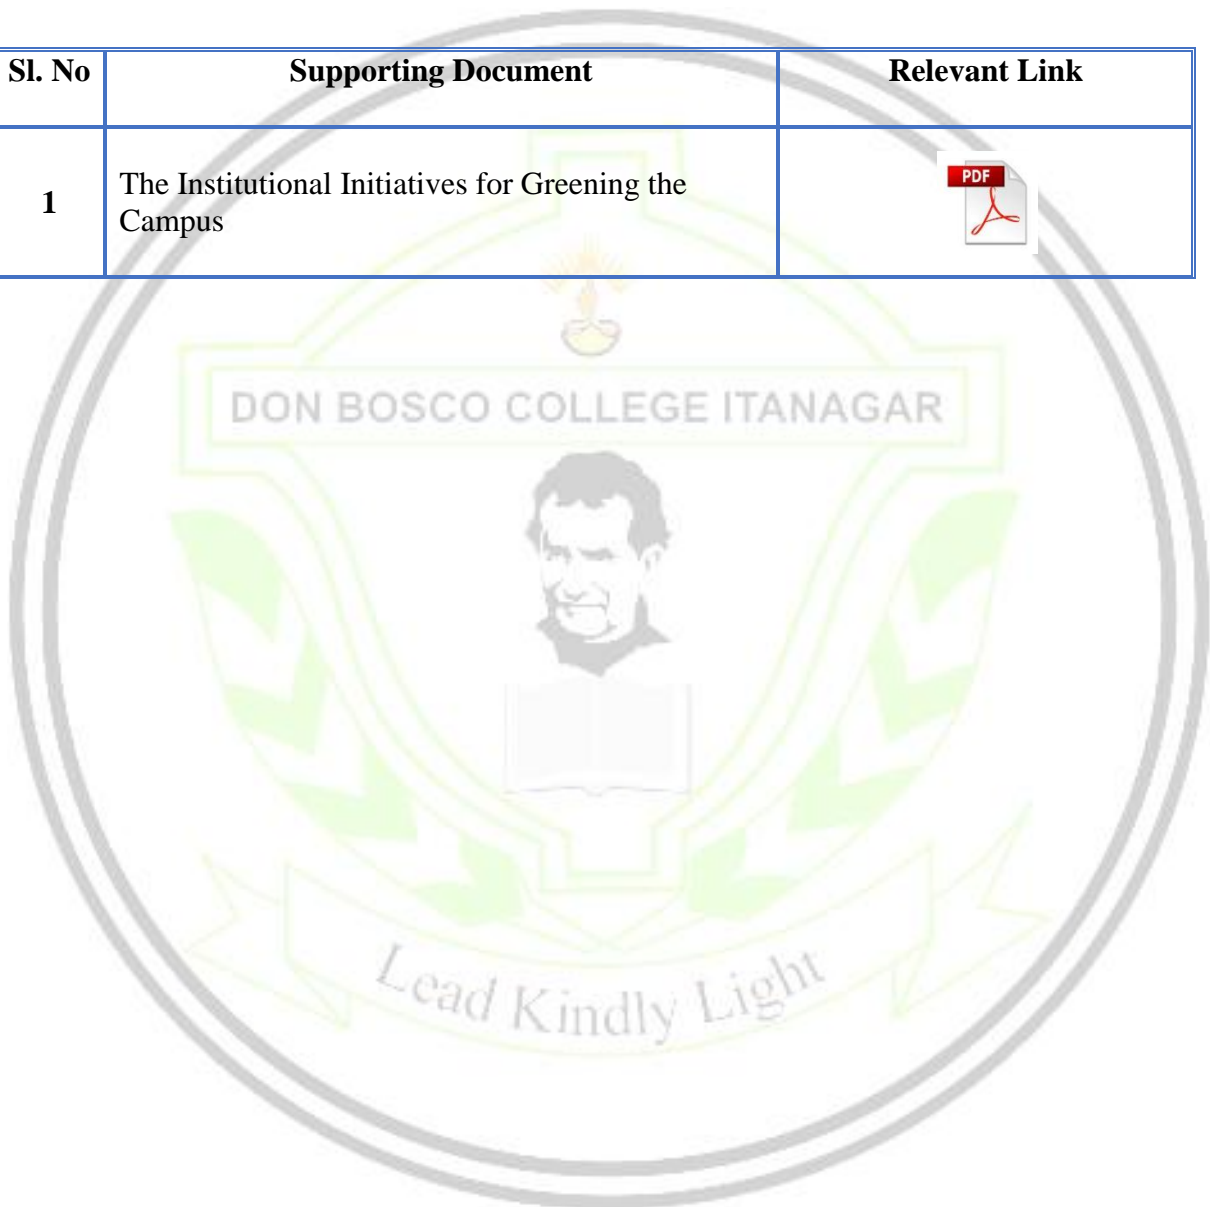 Sl. No Supporting Document Relevant Link
1 The Institutional Initiatives for Greening the
Campus
PDF
DON BOSCO COLLEGE ITANAGAR
Lead Kindly Light